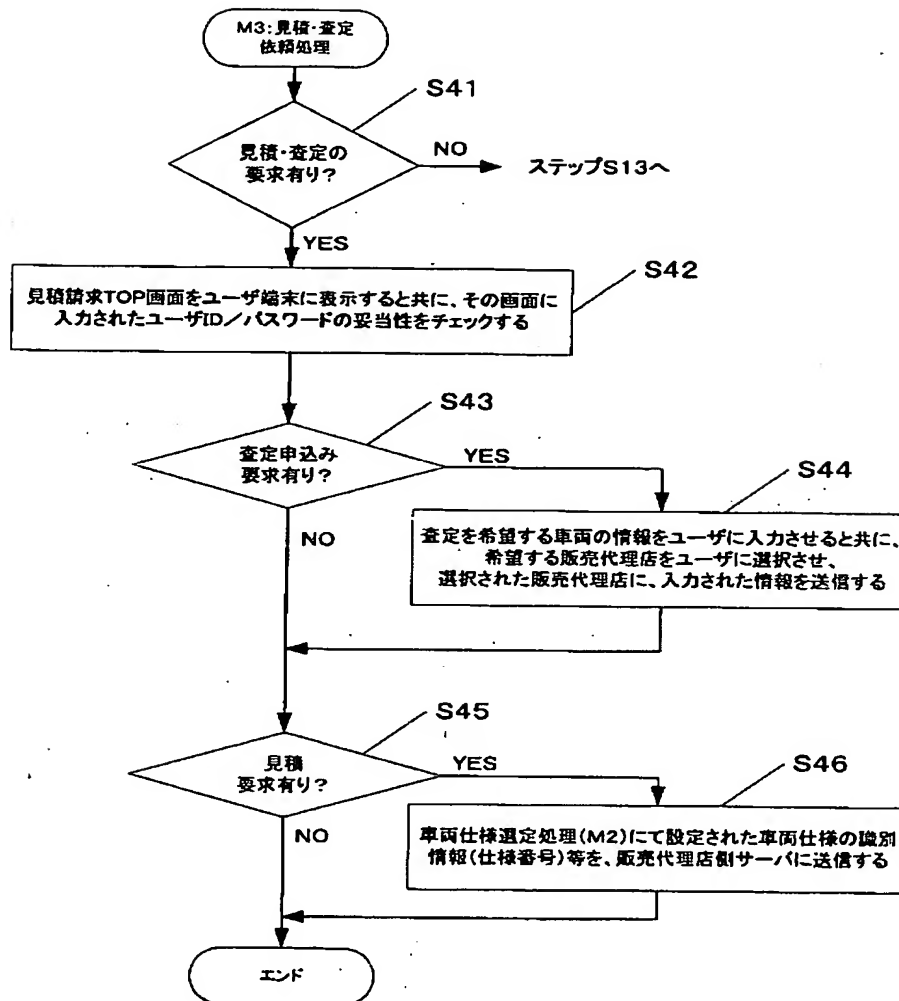 M3:見積・査定
依頼処理
S41
見積・査定の
要求有り?
NO
ステップS13へ
YES
S42
見積請求TOP画面をユーザ端末に表示すると共に、その画面に
入力されたユーザID/パスワードの妥当性をチェックする
S43
査定申込み
要求有り?
YES
S44
NO
査定を希望する車両の情報をユーザに入力させると共に、
希望する販売代理店をユーザに選択させ、
選択された販売代理店に、入力された情報を送信する
S45
見積
要求有り?
YES
S46
NO
車両仕様選定処理(M2)にて設定された車両仕様の識別
情報(仕様番号)等を、販売代理店側サーバに送信する
エンド